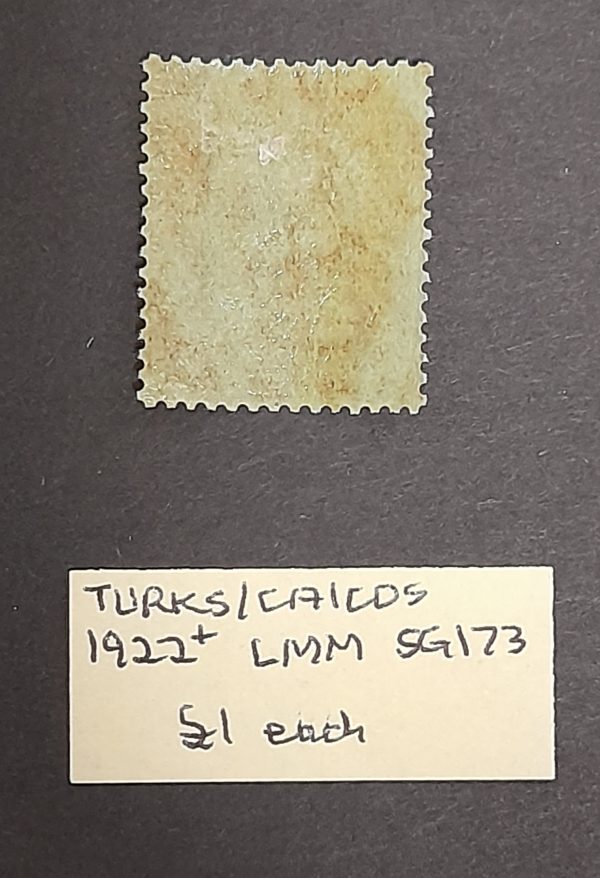 TURKS/CAICOS
1922+ LMM SG173
£1 each